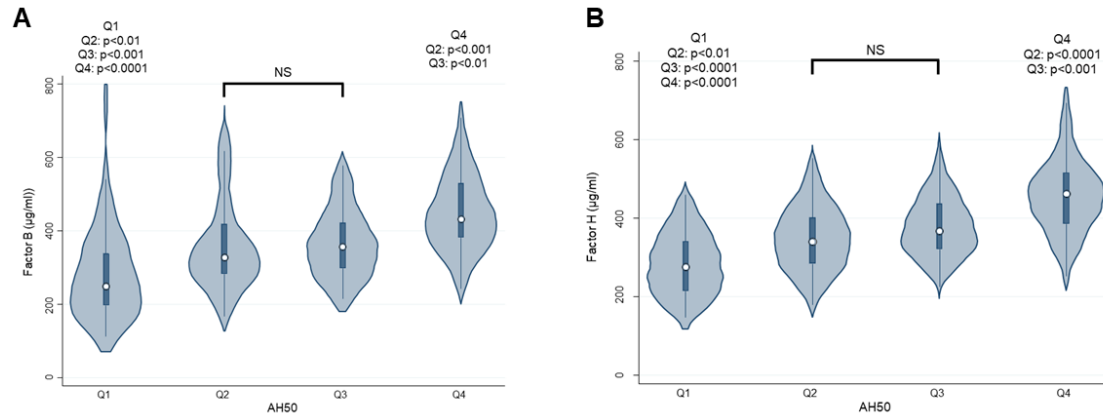 A
Q1
Q2: p<0.01
Q3: p<0.001
Q4: p<0.0001
NS
Q4
Q2: p<0.001
Q3: p<0.01
800
600
400
200
0
Factor B (µg/ml))
Q1 Q2 Q3 Q4
AH50
B
Q1
Q2: p<0.01
Q3: p<0.0001
Q4: p<0.0001
NS
Q4
Q2: p<0.0001
Q3: p<0.001
800
600
400
200
0
Factor H (µg/ml)
Q1 Q2 Q3 Q4
AH50